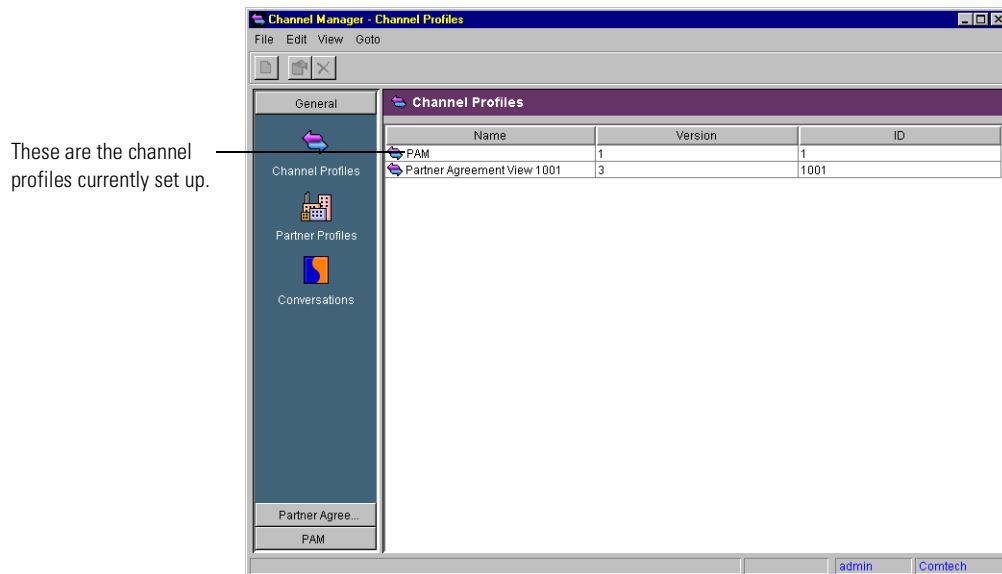 Channel Manager - Channel Profiles
File Edit View Goto
General
Channel Profiles
Name Version ID
These are the channel
profiles currently set up.
PAM 1 1
Partner Agreement View 1001 3 1001
Channel Profiles
Partner Profiles
Conversations
Partner Agree...
PAM
admin Comtech